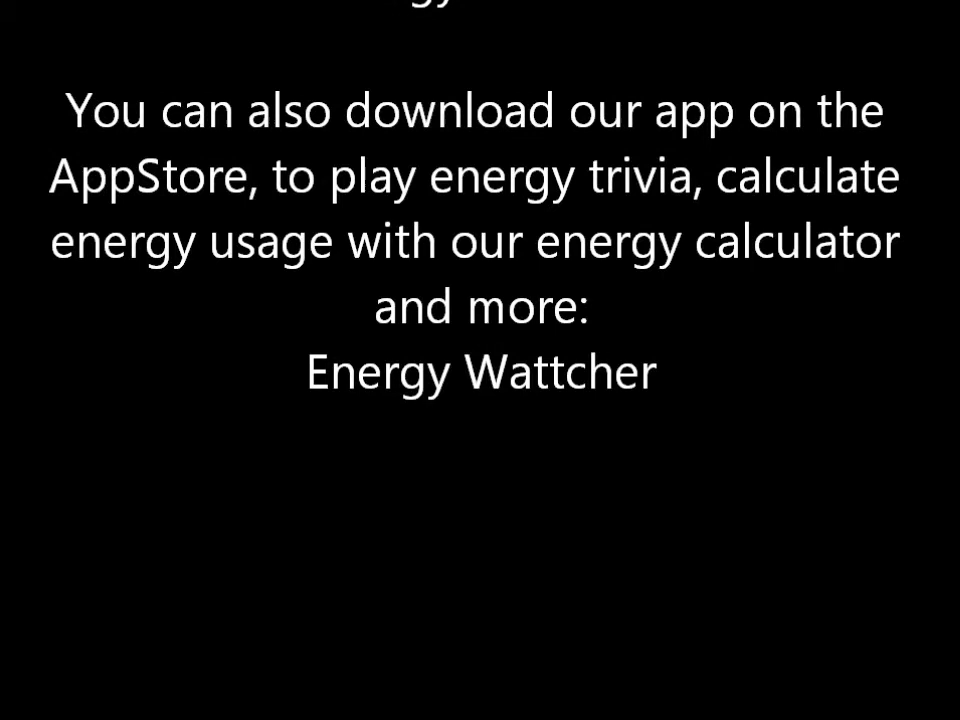 You can also download our app on the
AppStore, to play energy trivia, calculate
energy usage with our energy calculator
and more:
Energy Wattcher